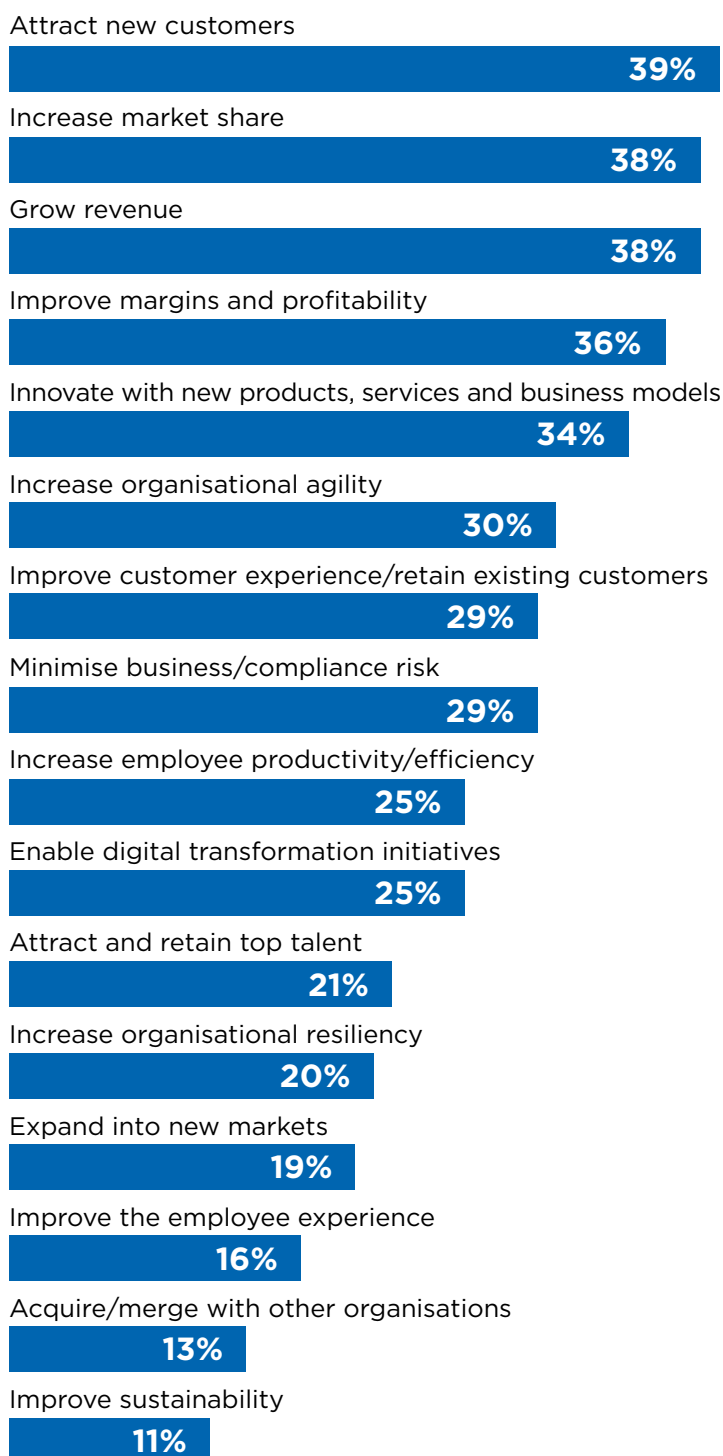 Attract new customers
39%
Increase market share
38%
Grow revenue
38%
Improve margins and profitability
36%
Innovate with new products, services and business models
34%
Increase organisational agility
30%
Improve customer experience/retain existing customers
29%
Minimise business/compliance risk
29%
Increase employee productivity/efficiency
25%
Enable digital transformation initiatives
25%
Attract and retain top talent
21%
Increase organisational resiliency
20%
Expand into new markets
19%
Improve the employee experience
16%
Acquire/merge with other organisations
13%
Improve sustainability
11%